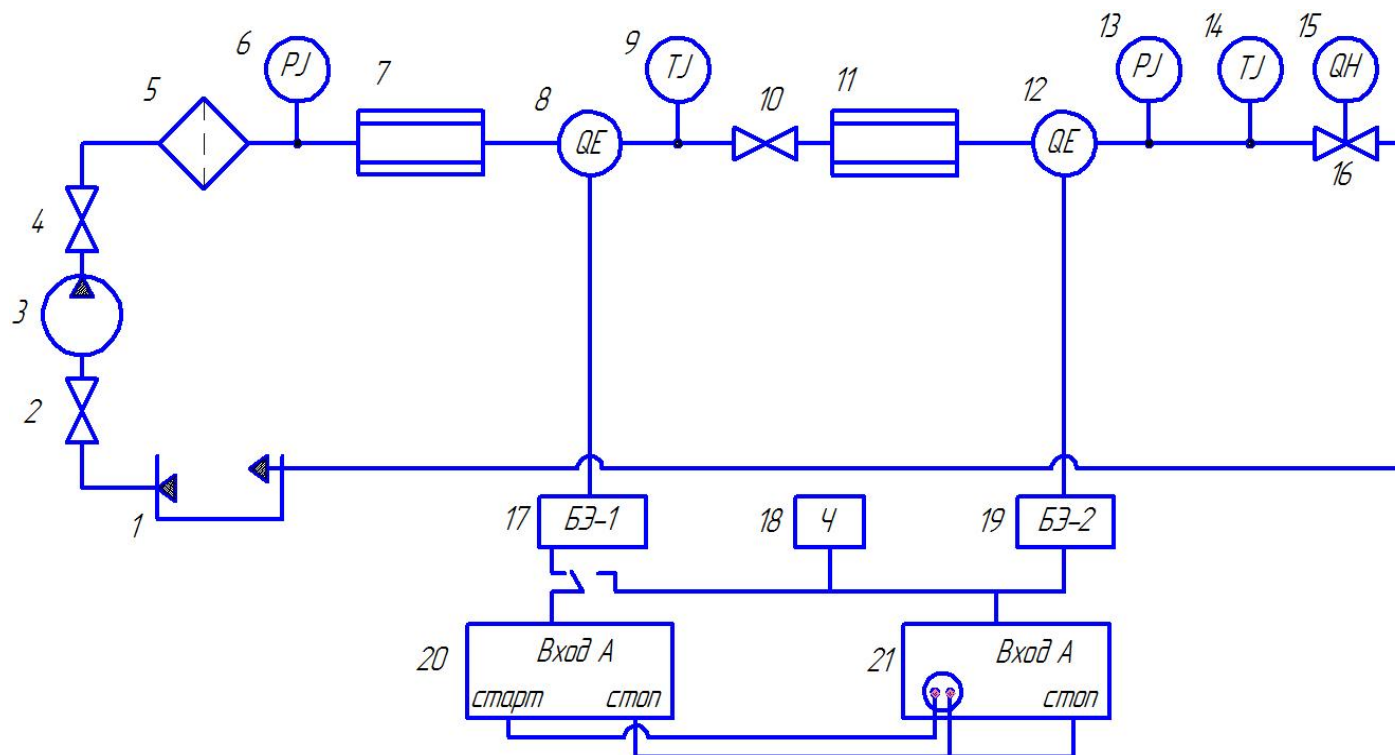 13 14 15
6 9
PJ TJ PJ TJ QH
5 7 8 10 11 12
QE QE
16
4
3
2
1 17 БЭ-1 18 Ч 19 БЭ-2
20 Вход А 21 Вход А
старт стоп стоп